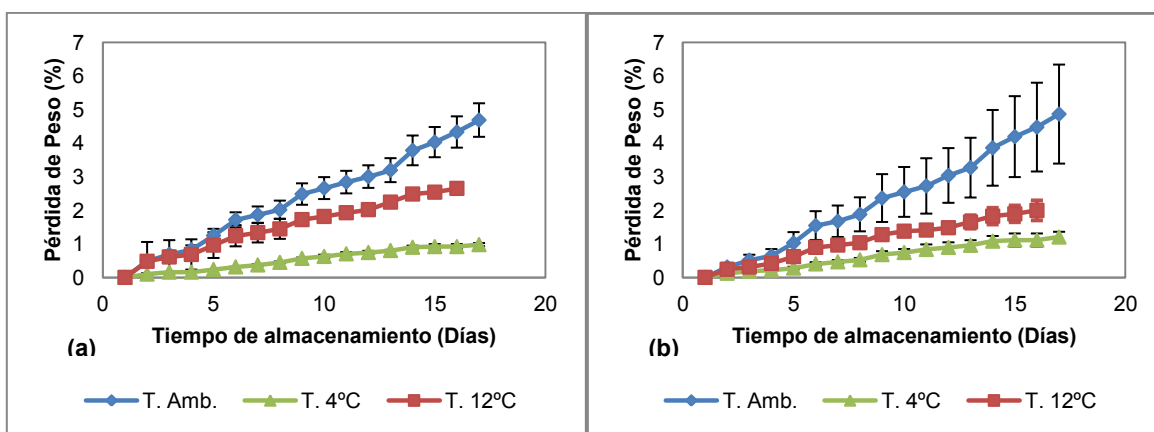 7
6
5
4
3
2
1
0
Pérdida de Peso (%)
0 5 10 15 20
Tiempo de almacenamiento (Días)
(a)
T. Amb. T. 4ºC T. 12ºC
7
6
5
4
3
2
1
0
Pérdida de Peso (%)
0 5 10 15 20
Tiempo de almacenamiento (Días)
(b)
T. Amb. T. 4ºC T. 12ºC